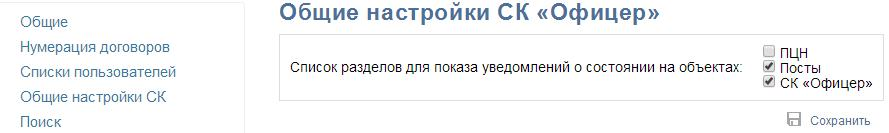 Общие
Нумерация договоров
Списки пользователей
Общие настройки СК
Поиск
Общие настройки СК «Офицер»
Список разделов для показа уведомлений о состоянии на объектах:
ПЦН
Посты
СК «Офицер»
Сохранить